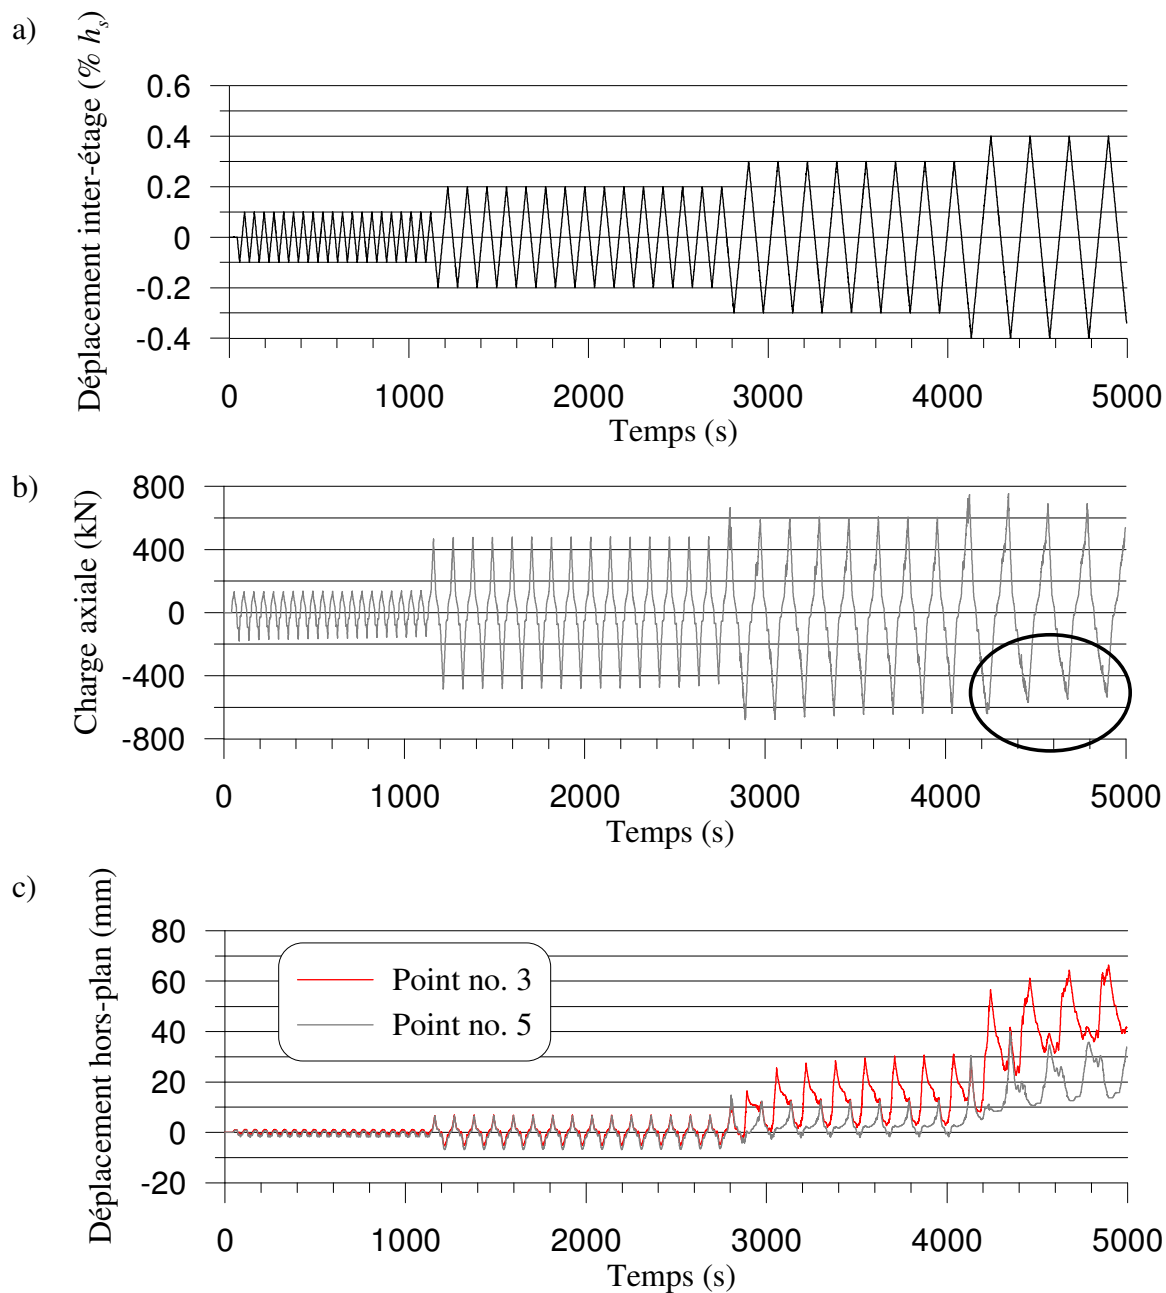 a)
Déplacement inter-étage (% hs)
0.6
0.4
0.2
0
-0.2
-0.4
0 1000 2000 3000 4000 5000
Temps (s)
b)
Charge axiale (kN)
800
400
0
-400
-800
0 1000 2000 3000 4000 5000
Temps (s)
c)
Déplacement hors-plan (mm)
80
60
40
20
0
-20
Point no. 3
Point no. 5
0 1000 2000 3000 4000 5000
Temps (s)